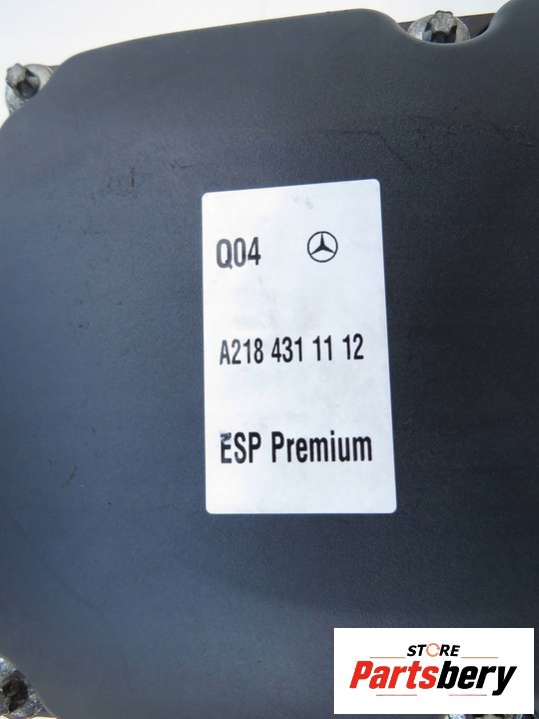 Q04
A218 431 11 12
ESP Premium
STORE
Partsbery